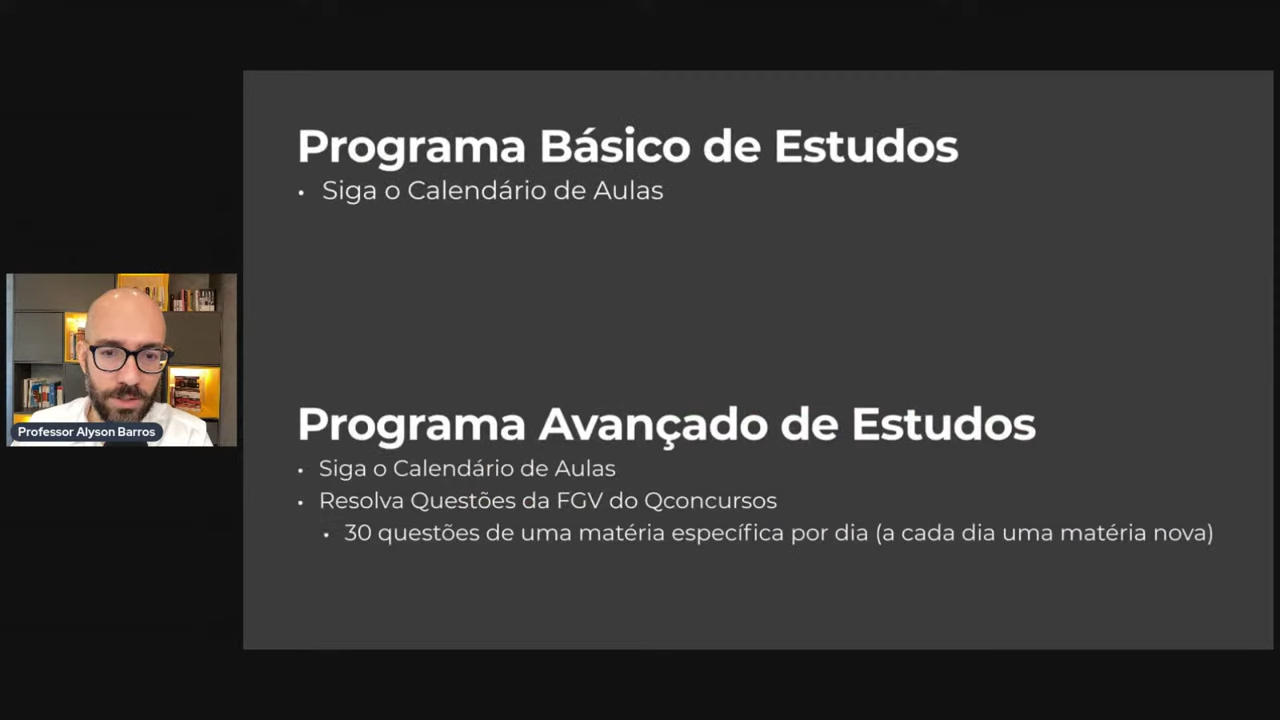 Programa Básico de Estudos
• Siga o Calendário de Aulas
Professor Alyson Barros
Programa Avançado de Estudos
• Siga o Calendário de Aulas
• Resolva Questões da FGV do Qconcursos
• 30 questões de uma matéria específica por dia (a cada dia uma matéria nova)